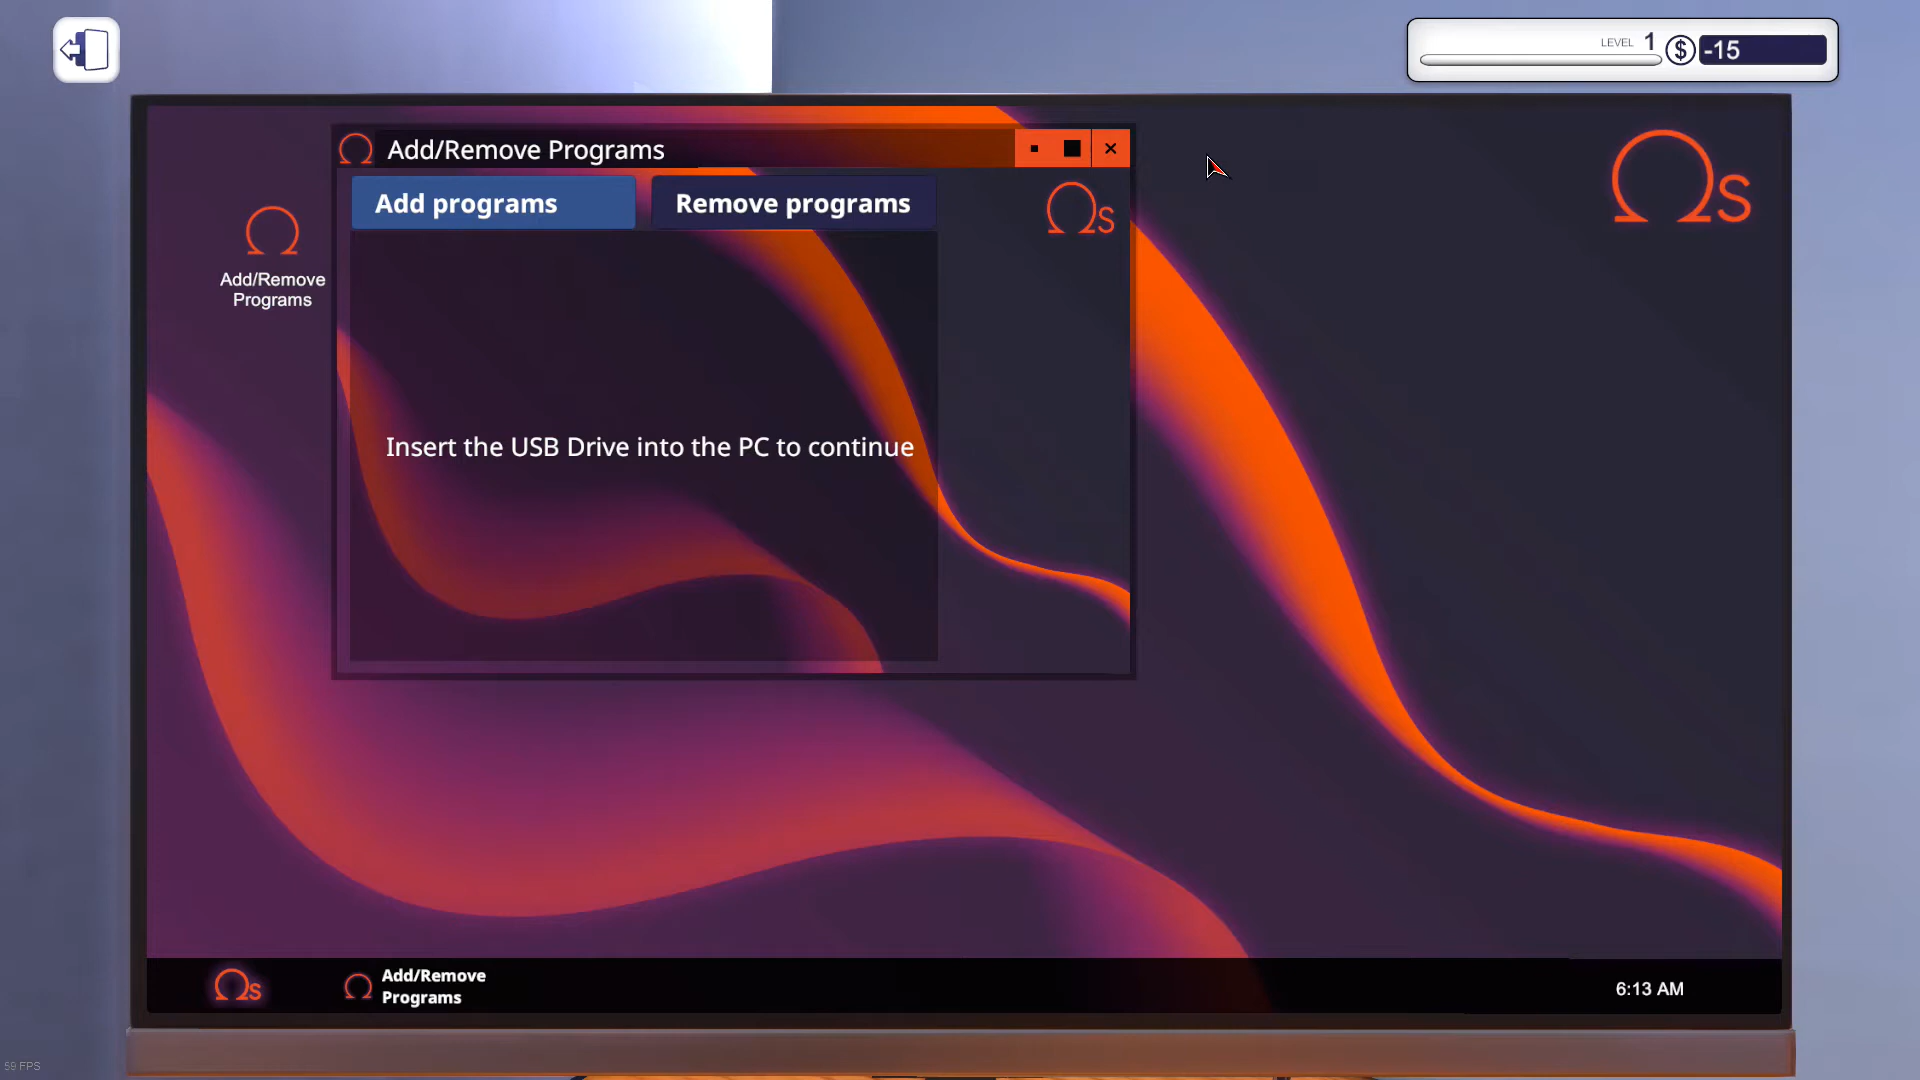 LEVEL 1 $ -15
Add/Remove Programs
Add programs
Remove programs
Ωs
Ωs
Add/Remove
Programs
Insert the USB Drive into the PC to continue
Ωs
Add/Remove
Programs
6:13 AM
59 FPS